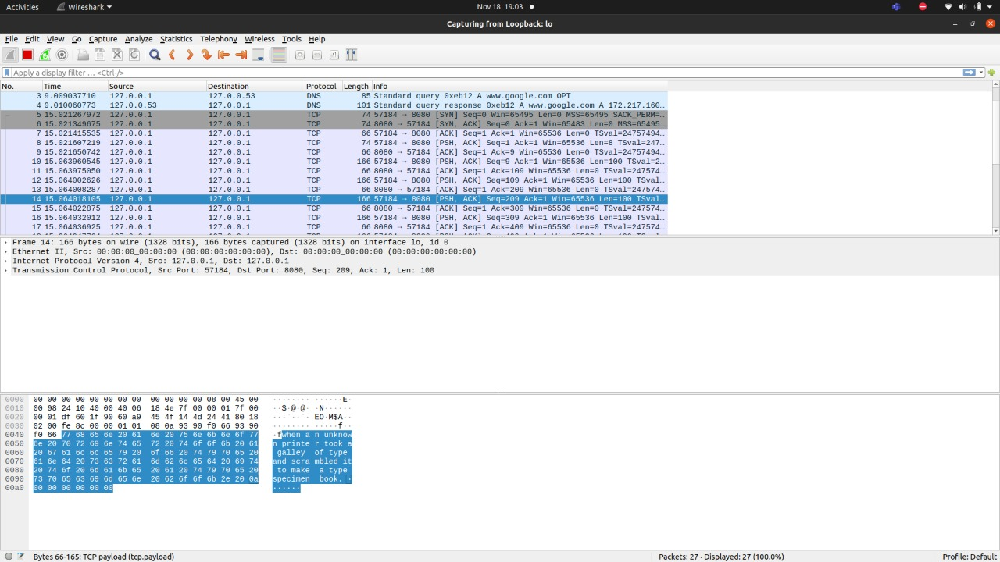 Activities Wireshark Nov 18 19:03
Capturing from Loopback: lo
File Edit View Go Capture Analyze Statistics Telephony Wireless Tools Help
Apply a display filter … <Ctrl-/>
No. Time Source Destination Protocol Length Info
3 9.009037710 127.0.0.1 127.0.0.53 DNS 85 Standard query 0xeb12 A www.google.com OPT
4 9.010060773 127.0.0.53 127.0.0.1 DNS 101 Standard query response 0xeb12 A www.google.com A 172.217.160…
5 15.021267972 127.0.0.1 127.0.0.1 TCP 74 57184 → 8080 [SYN] Seq=0 Win=65495 Len=0 MSS=65495 SACK_PERM=…
6 15.021349675 127.0.0.1 127.0.0.1 TCP 74 8080 → 57184 [SYN, ACK] Seq=0 Ack=1 Win=65483 Len=0 MSS=65495…
7 15.021415535 127.0.0.1 127.0.0.1 TCP 66 57184 → 8080 [ACK] Seq=1 Ack=1 Win=65536 Len=0 TSval=24757494…
8 15.021607219 127.0.0.1 127.0.0.1 TCP 74 57184 → 8080 [PSH, ACK] Seq=1 Ack=1 Win=65536 Len=8 TSval=247…
9 15.021650742 127.0.0.1 127.0.0.1 TCP 66 8080 → 57184 [ACK] Seq=1 Ack=9 Win=65536 Len=0 TSval=24757494…
10 15.063960545 127.0.0.1 127.0.0.1 TCP 166 57184 → 8080 [PSH, ACK] Seq=9 Ack=1 Win=65536 Len=100 TSval=2…
11 15.063975050 127.0.0.1 127.0.0.1 TCP 66 8080 → 57184 [ACK] Seq=1 Ack=109 Win=65536 Len=0 TSval=247574…
12 15.064002626 127.0.0.1 127.0.0.1 TCP 166 57184 → 8080 [PSH, ACK] Seq=109 Ack=1 Win=65536 Len=100 TSval…
13 15.064008287 127.0.0.1 127.0.0.1 TCP 66 8080 → 57184 [ACK] Seq=1 Ack=209 Win=65536 Len=0 TSval=247574…
14 15.064018105 127.0.0.1 127.0.0.1 TCP 166 57184 → 8080 [PSH, ACK] Seq=209 Ack=1 Win=65536 Len=100 TSval…
15 15.064022875 127.0.0.1 127.0.0.1 TCP 66 8080 → 57184 [ACK] Seq=1 Ack=309 Win=65536 Len=0 TSval=247574…
16 15.064032012 127.0.0.1 127.0.0.1 TCP 166 57184 → 8080 [PSH, ACK] Seq=309 Ack=1 Win=65536 Len=100 TSval…
17 15.064036925 127.0.0.1 127.0.0.1 TCP 66 8080 → 57184 [ACK] Seq=1 Ack=409 Win=65536 Len=0 TSval=247574…
Frame 14: 166 bytes on wire (1328 bits), 166 bytes captured (1328 bits) on interface lo, id 0
Ethernet II, Src: 00:00:00_00:00:00 (00:00:00:00:00:00), Dst: 00:00:00_00:00:00 (00:00:00:00:00:00)
Internet Protocol Version 4, Src: 127.0.0.1, Dst: 127.0.0.1
Transmission Control Protocol, Src Port: 57184, Dst Port: 8080, Seq: 209, Ack: 1, Len: 100
0000 00 00 00 00 00 00 00 00 00 00 00 00 08 00 45 00 ········ ······E·
0010 00 98 24 10 40 00 40 06 18 4e 7f 00 00 01 7f 00 ··$·@·@· ·N······
0020 00 01 df 60 1f 90 60 a9 45 4f 14 4d 24 41 80 18 ···`··`· EO·M$A··
0030 02 00 fe 8c 00 00 01 01 08 0a 93 90 f0 66 93 90 ········ ·····f··
0040 f0 66 77 68 65 6e 20 61 6e 20 75 6e 6b 6e 6f 77 ·fwhen a n unknow
0050 6e 20 70 72 69 6e 74 65 72 20 74 6f 6f 6b 20 61 n printe r took a
0060 20 67 61 6c 6c 65 79 20 6f 66 20 74 79 70 65 20 galley of type
0070 61 6e 64 20 73 63 72 61 6d 62 6c 65 64 20 69 74 and scra mbled it
0080 20 74 6f 20 6d 61 6b 65 20 61 20 74 79 70 65 20 to make a type
0090 73 70 65 63 69 6d 65 6e 20 62 6f 6f 6b 2e 20 0a specimen book. ·
00a0 00 00 00 00 00 00 ······
Bytes 66-165: TCP payload (tcp.payload) Packets: 27 · Displayed: 27 (100.0%) Profile: Default